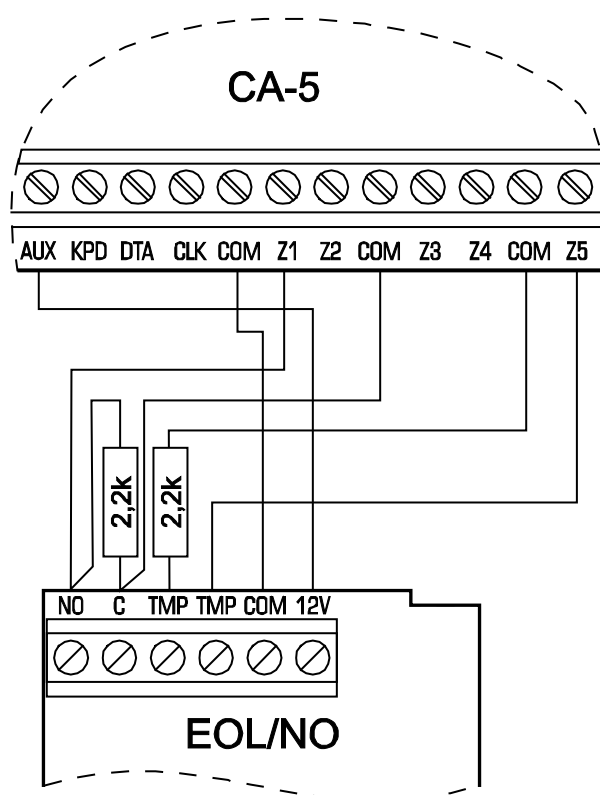 CA-5
AUX KPD DTA CLK COM Z1 Z2 COM Z3 Z4 COM Z5
2,2k 2,2k
NO C TMP TMP COM 12V
EOL/NO